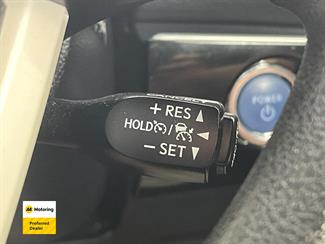 + RES ▲
HOLD / ◄
− SET ▼
POWER
AA Motoring
Preferred
Dealer